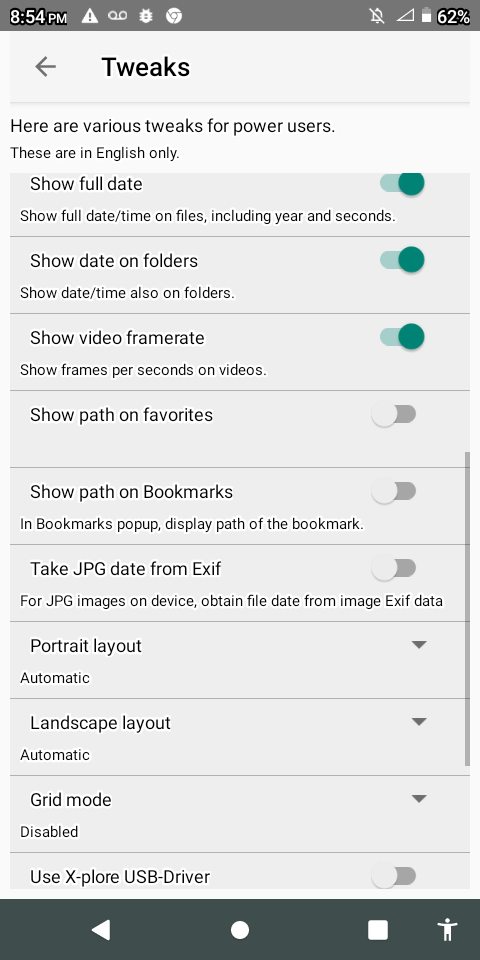 8:54 PM 62%
Tweaks
Here are various tweaks for power users.
These are in English only.
Show full date
Show full date/time on files, including year and seconds.
Show date on folders
Show date/time also on folders.
Show video framerate
Show frames per seconds on videos.
Show path on favorites
Show path on Bookmarks
In Bookmarks popup, display path of the bookmark.
Take JPG date from Exif
For JPG images on device, obtain file date from image Exif data
Portrait layout
Automatic
Landscape layout
Automatic
Grid mode
Disabled
Use X-plore USB-Driver